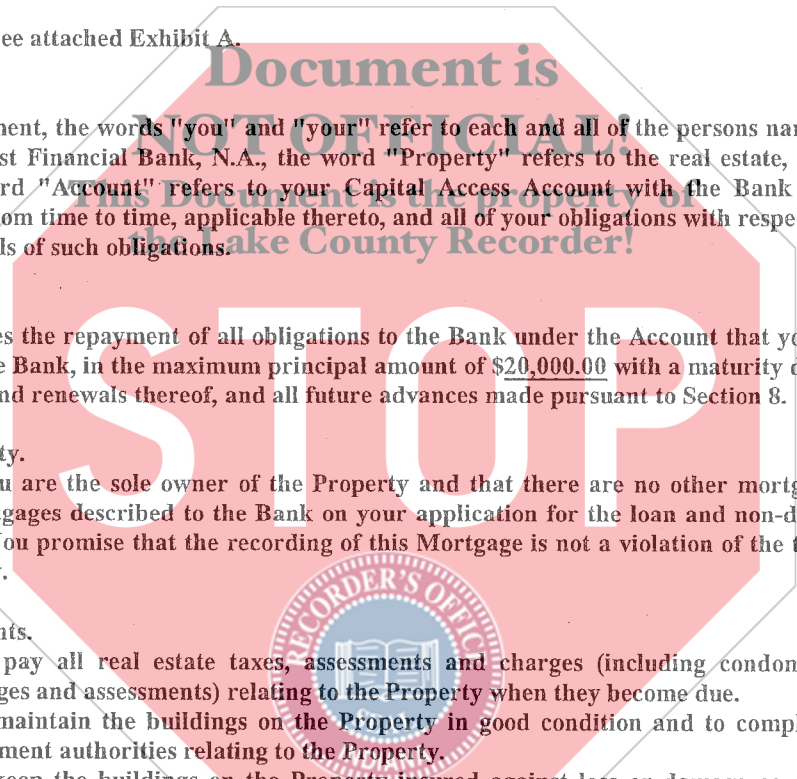 ee attached Exhibit A.
Document is
NOT OFFICIAL!
This Document is the property of
the Lake County Recorder!
ment, the words "you" and "your" refer to each and all of the persons nam
st Financial Bank, N.A., the word "Property" refers to the real estate,
rd "Account" refers to your Capital Access Account with the Bank
om time to time, applicable thereto, and all of your obligations with respe
ls of such obligations.
es the repayment of all obligations to the Bank under the Account that yo
e Bank, in the maximum principal amount of $20,000.00 with a maturity d
nd renewals thereof, and all future advances made pursuant to Section 8.
STOP
ty.
u are the sole owner of the Property and that there are no other mortg
gages described to the Bank on your application for the loan and non-d
You promise that the recording of this Mortgage is not a violation of the t
nts.
RECORDER'S OFFIC
pay all real estate taxes, assessments and charges (including condom
ges and assessments) relating to the Property when they become due.
maintain the buildings on the Property in good condition and to compl
ment authorities relating to the Property.